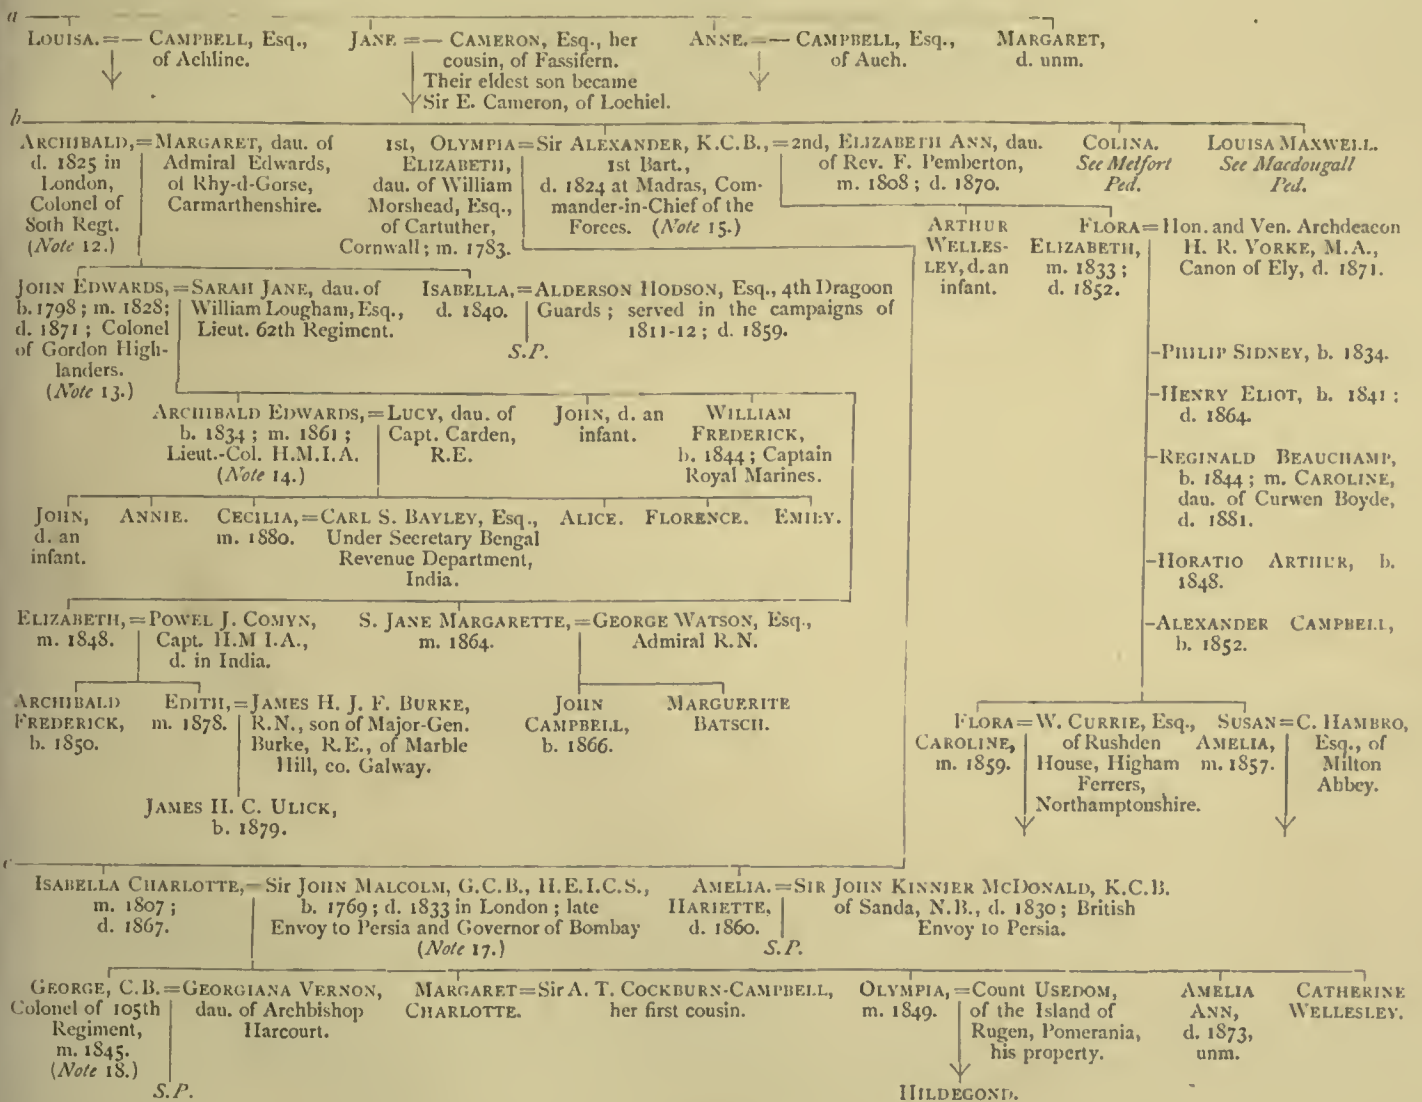 a
LOUISA. = — CAMPBELL, Esq.,
of Achline.
JANE = — CAMERON, Esq., her
cousin, of Fassifern.
Their eldest son became
Sir E. Cameron, of Lochiel.
ANNE. = — CAMPBELL, Esq.,
of Auch.
MARGARET,
d. unm.
b
ARCHIBALD,
d. 1825 in
London,
Colonel of
80th Regt.
(Note 12.)
= MARGARET, dau. of
Admiral Edwards,
of Rhy-d-Gorse,
Carmarthenshire.
1st, OLYMPIA
ELIZABETH,
dau. of William
Morshead, Esq.,
of Cartuther,
Cornwall; m. 1783.
= Sir ALEXANDER, K.C.B.,
1st Bart.,
d. 1824 at Madras, Com-
mander-in-Chief of the
Forces. (Note 15.)
= 2nd, ELIZABETH ANN, dau.
of Rev. F. Pemberton,
m. 1808; d. 1870.
COLINA.
See Melfort
Ped.
LOUISA MAXWELL.
See Macdougall
Ped.
ARTHUR
WELLES-
LEY, d. an
infant.
FLORA
ELIZABETH,
m. 1833;
d. 1852.
= Hon. and Ven. Archdeacon
H. R. YORKE, M.A.,
Canon of Ely, d. 1871.
JOHN EDWARDS,
b. 1798; m. 1828;
d. 1871; Colonel
of Gordon High-
landers.
(Note 13.)
= SARAH JANE, dau. of
William Lougham, Esq.,
Lieut. 62th Regiment.
ISABELLA,
d. 1840.
= ALDERSON HODSON, Esq., 4th Dragoon
Guards; served in the campaigns of
1811-12; d. 1859.
S.P.
-PHILIP SIDNEY, b. 1834.
-HENRY ELIOT, b. 1841;
d. 1864.
-REGINALD BEAUCHAMP,
b. 1844; m. CAROLINE,
dau. of Curwen Boyde,
d. 1881.
-HORATIO ARTHUR, b.
1848.
-ALEXANDER CAMPBELL,
b. 1852.
ARCHIBALD EDWARDS,
b. 1834; m. 1861;
Lieut.-Col. H.M.I.A.
(Note 14.)
= LUCY, dau. of
Capt. Carden,
R.E.
JOHN, d. an
infant.
WILLIAM
FREDERICK,
b. 1844; Captain
Royal Marines.
JOHN,
d. an
infant.
ANNIE.
CECILIA,
m. 1880.
= CARL S. BAYLEY, Esq.,
Under Secretary Bengal
Revenue Department,
India.
ALICE.
FLORENCE.
EMILY.
ELIZABETH,
m. 1848.
= POWEL J. COMYN,
Capt. H.M I.A.,
d. in India.
S. JANE MARGARETTE,
m. 1864.
= GEORGE WATSON, Esq.,
Admiral R.N.
ARCHIBALD
FREDERICK,
b. 1850.
EDITH,
m. 1878.
= JAMES H. J. F. BURKE,
R.N., son of Major-Gen.
Burke, R.E., of Marble
Hill, co. Galway.
JOHN
CAMPBELL,
b. 1866.
MARGUERITE
BATSCH.
JAMES H. C. ULICK,
b. 1879.
FLORA
CAROLINE,
m. 1859.
= W. CURRIE, Esq.,
of Rushden
House, Higham
Ferrers,
Northamptonshire.
SUSAN
AMELIA,
m. 1857.
= C. HAMBRO,
Esq., of
Milton
Abbey.
c
ISABELLA CHARLOTTE,
m. 1807;
d. 1867.
= Sir JOHN MALCOLM, G.C.B., H.E.I.C.S.,
b. 1769; d. 1833 in London; late
Envoy to Persia and Governor of Bombay
(Note 17.)
AMELIA.
HARIETTE,
d. 1860.
= SIR JOHN KINNIER MCDONALD, K.C.B.
of Sanda, N.B., d. 1830; British
Envoy to Persia.
S.P.
GEORGE, C.B.
Colonel of 105th
Regiment,
m. 1845.
(Note 18.)
= GEORGIANA VERNON,
dau. of Archbishop
Harcourt.
S.P.
MARGARET
CHARLOTTE.
= Sir A. T. COCKBURN-CAMPBELL,
her first cousin.
OLYMPIA,
m. 1849.
= Count USEDOM,
of the Island of
Rugen, Pomerania,
his property.
HILDEGOND.
AMELIA
ANN,
d. 1873,
unm.
CATHERINE
WELLESLEY.